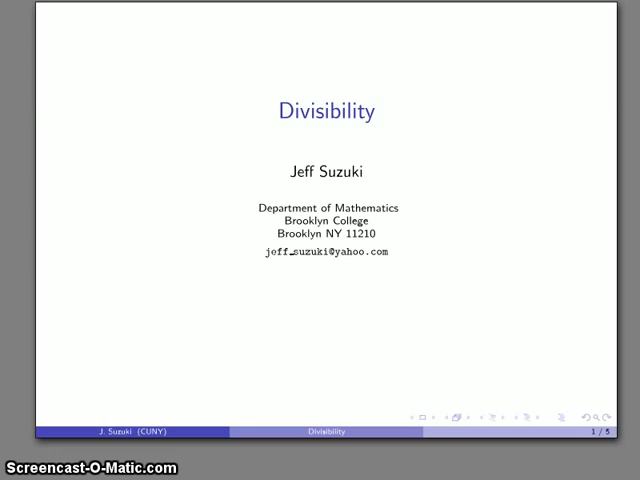 Divisibility
Jeff Suzuki
Department of Mathematics
Brooklyn College
Brooklyn NY 11210
jeff_suzuki@yahoo.com
J. Suzuki (CUNY)
Divisibility
1 / 5
Screencast-O-Matic.com